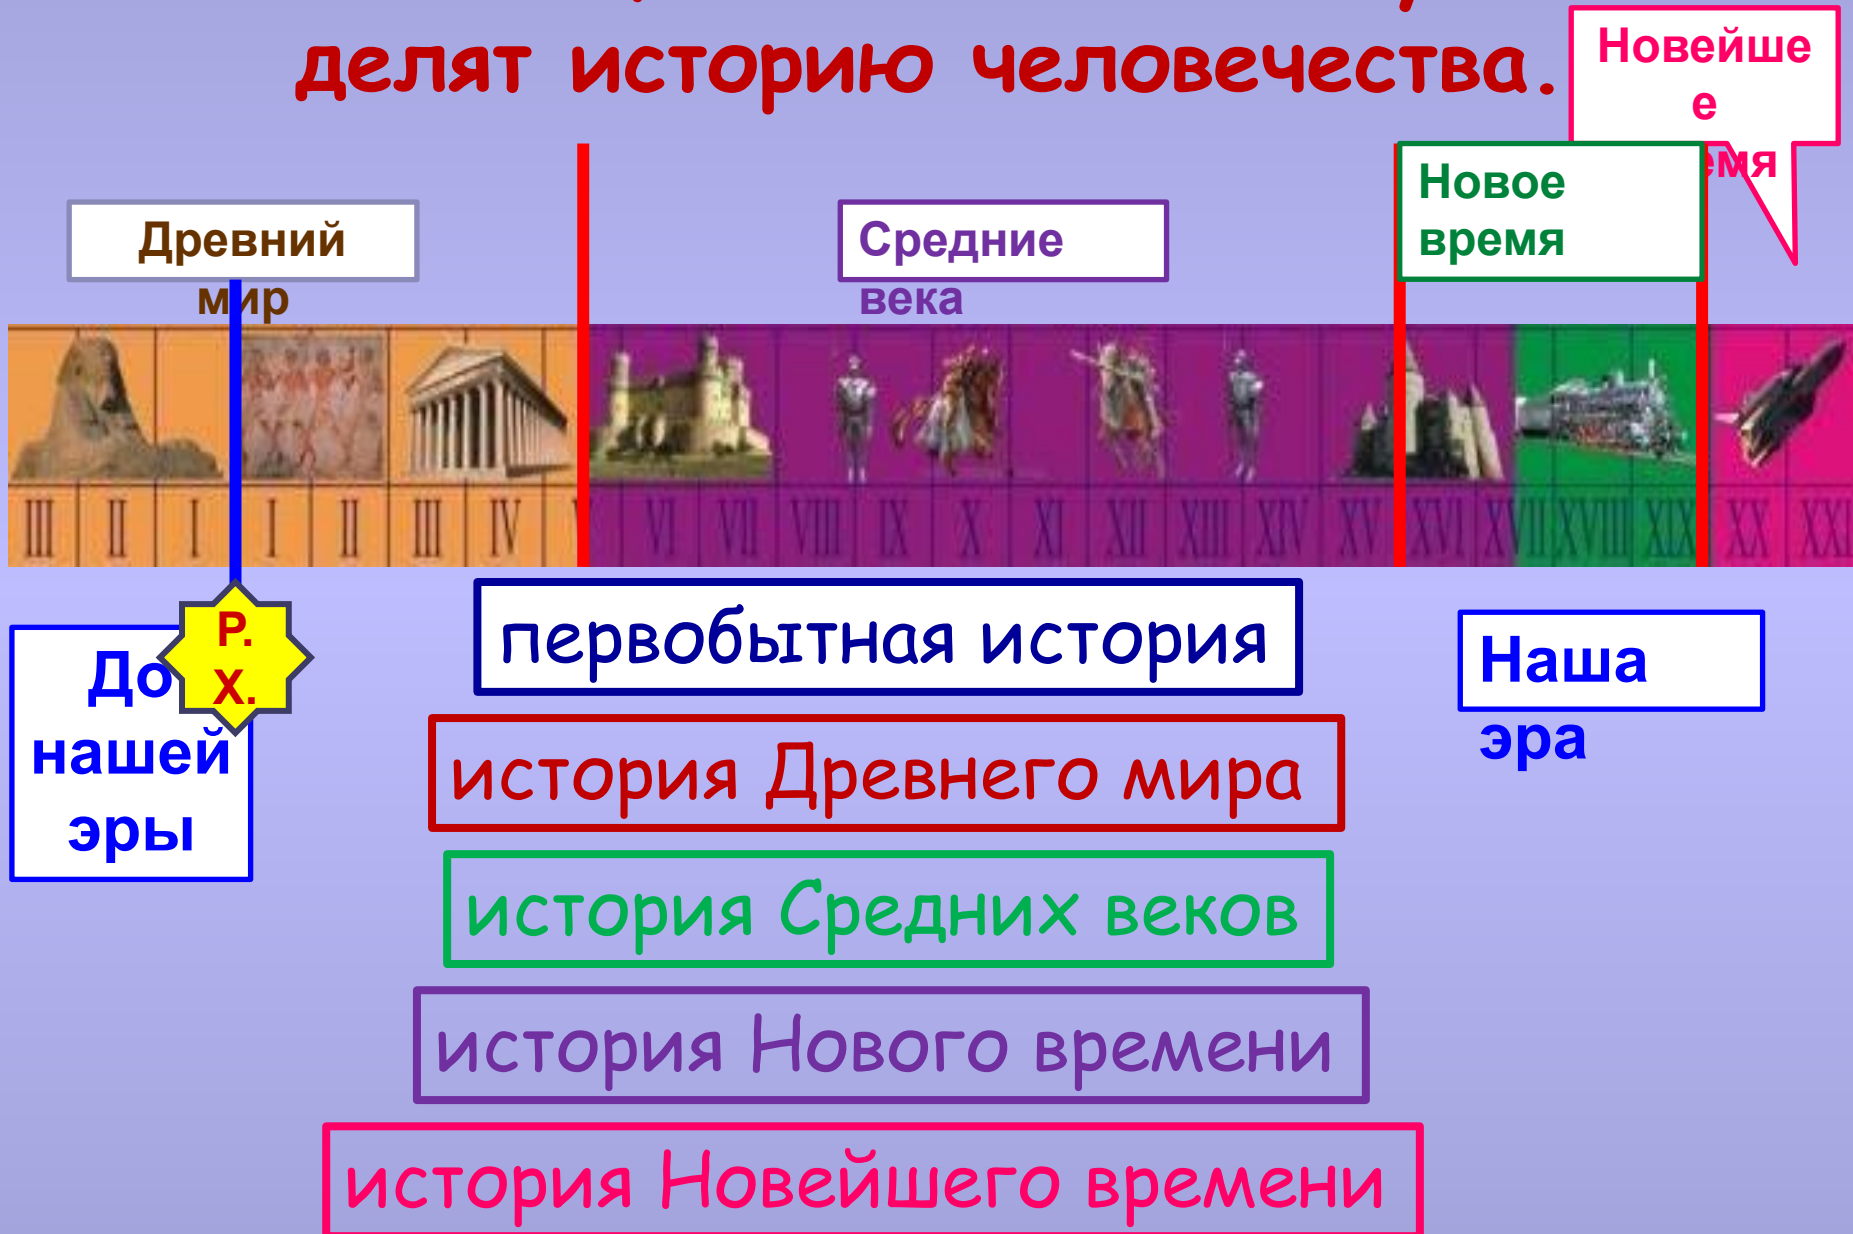 делят историю человечества.
Новейше
е
емя
Новое
время
Древний
мир
Средние
века
III II I I II III IV V VI VII VIII IX X XI XII XIII XIV XV XVI XVII XVIII XIX XX XXI
Р.
Х.
До
нашей
эры
первобытная история
Наша
эра
история Древнего мира
история Средних веков
история Нового времени
история Новейшего времени